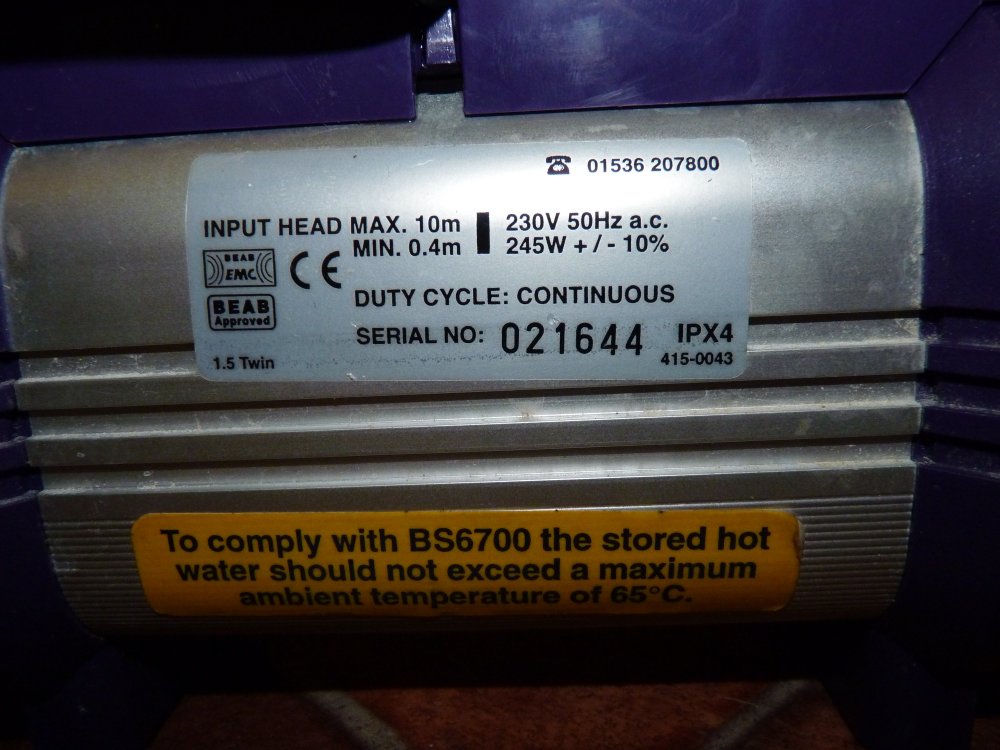 ☎ 01536 207800
INPUT HEAD MAX. 10m
MIN. 0.4m
230V 50Hz a.c.
245W + / - 10%
BEAB
EMC
CE
BEAB
Approved
DUTY CYCLE: CONTINUOUS
SERIAL NO: 021644 IPX4
1.5 Twin
415-0043
To comply with BS6700 the stored hot
water should not exceed a maximum
ambient temperature of 65°C.